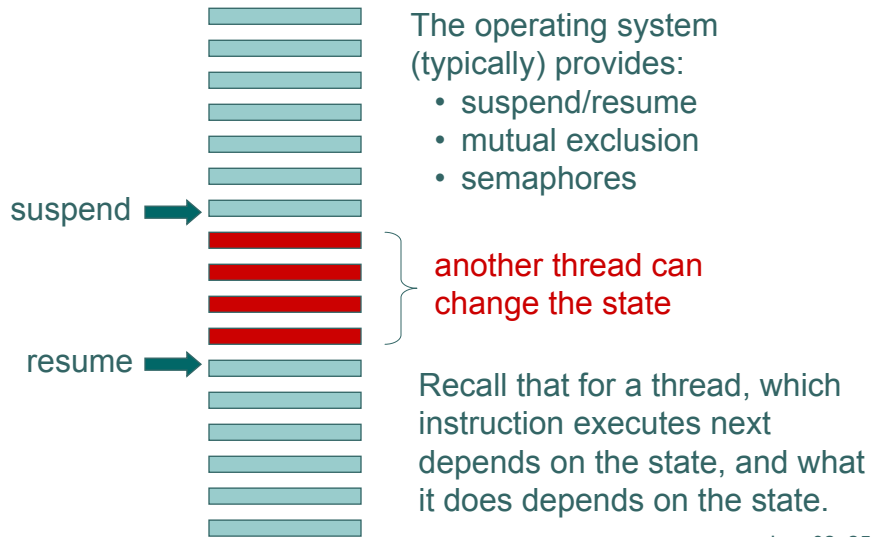 The operating system
(typically) provides:
• suspend/resume
• mutual exclusion
• semaphores
suspend
another thread can
change the state
resume
Recall that for a thread, which
instruction executes next
depends on the state, and what
it does depends on the state.